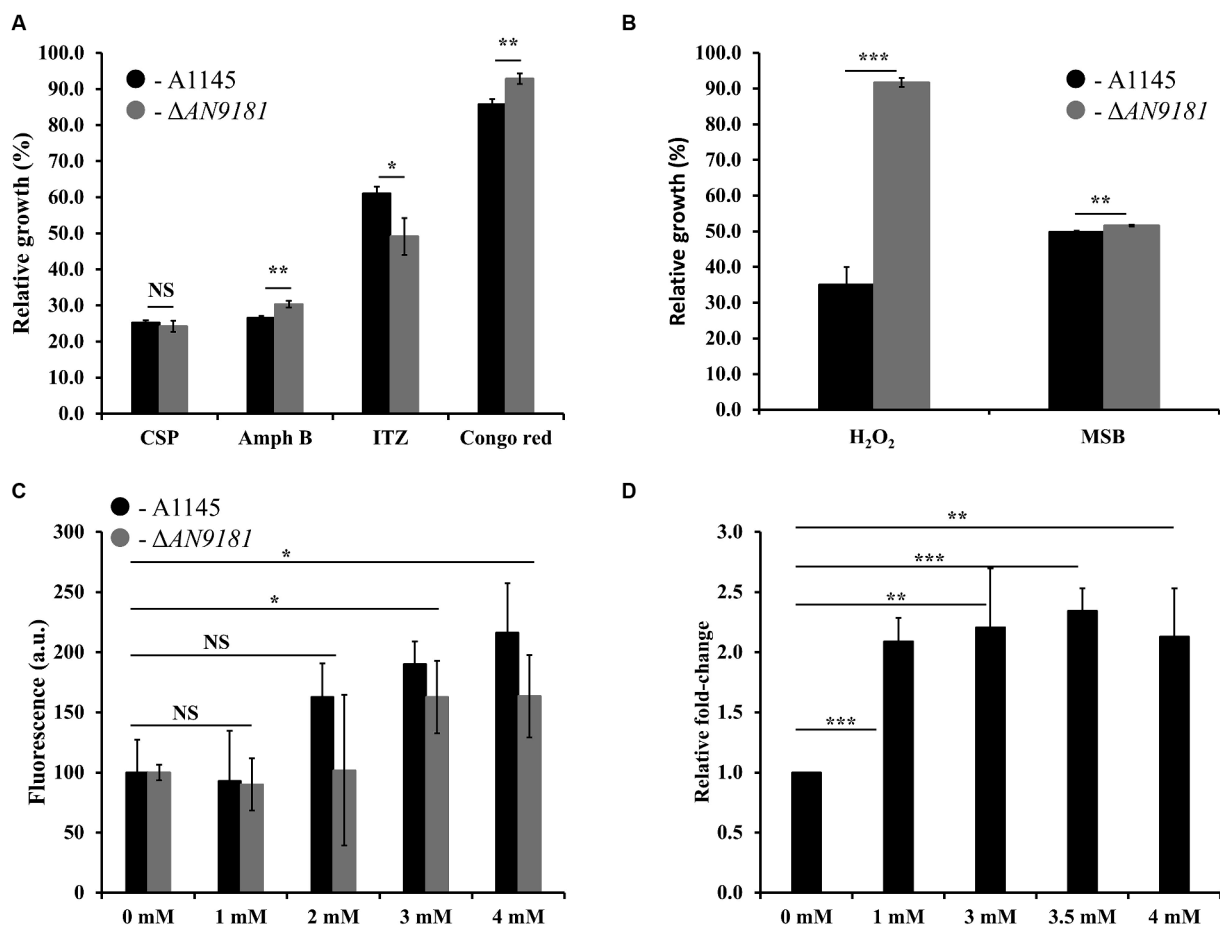 A
100.0
90.0
80.0
70.0
60.0
50.0
40.0
30.0
20.0
10.0
0.0
Relative growth (%)
- A1145
- ΔAN9181
NS
**
*
**
CSP Amph B ITZ Congo red
B
100.0
90.0
80.0
70.0
60.0
50.0
40.0
30.0
20.0
10.0
0.0
Relative growth (%)
***
**
- A1145
- ΔAN9181
H₂O₂ MSB
C
- A1145
- ΔAN9181
300
250
200
150
100
50
0
Fluorescence (a.u.)
*
*
NS
NS
0 mM 1 mM 2 mM 3 mM 4 mM
D
3.0
2.5
2.0
1.5
1.0
0.5
0.0
Relative fold-change
**
***
**
***
0 mM 1 mM 3 mM 3.5 mM 4 mM